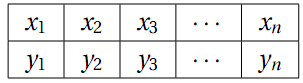 x₁ x₂ x₃ ⋯ xₙ
y₁ y₂ y₃ ⋯ yₙ